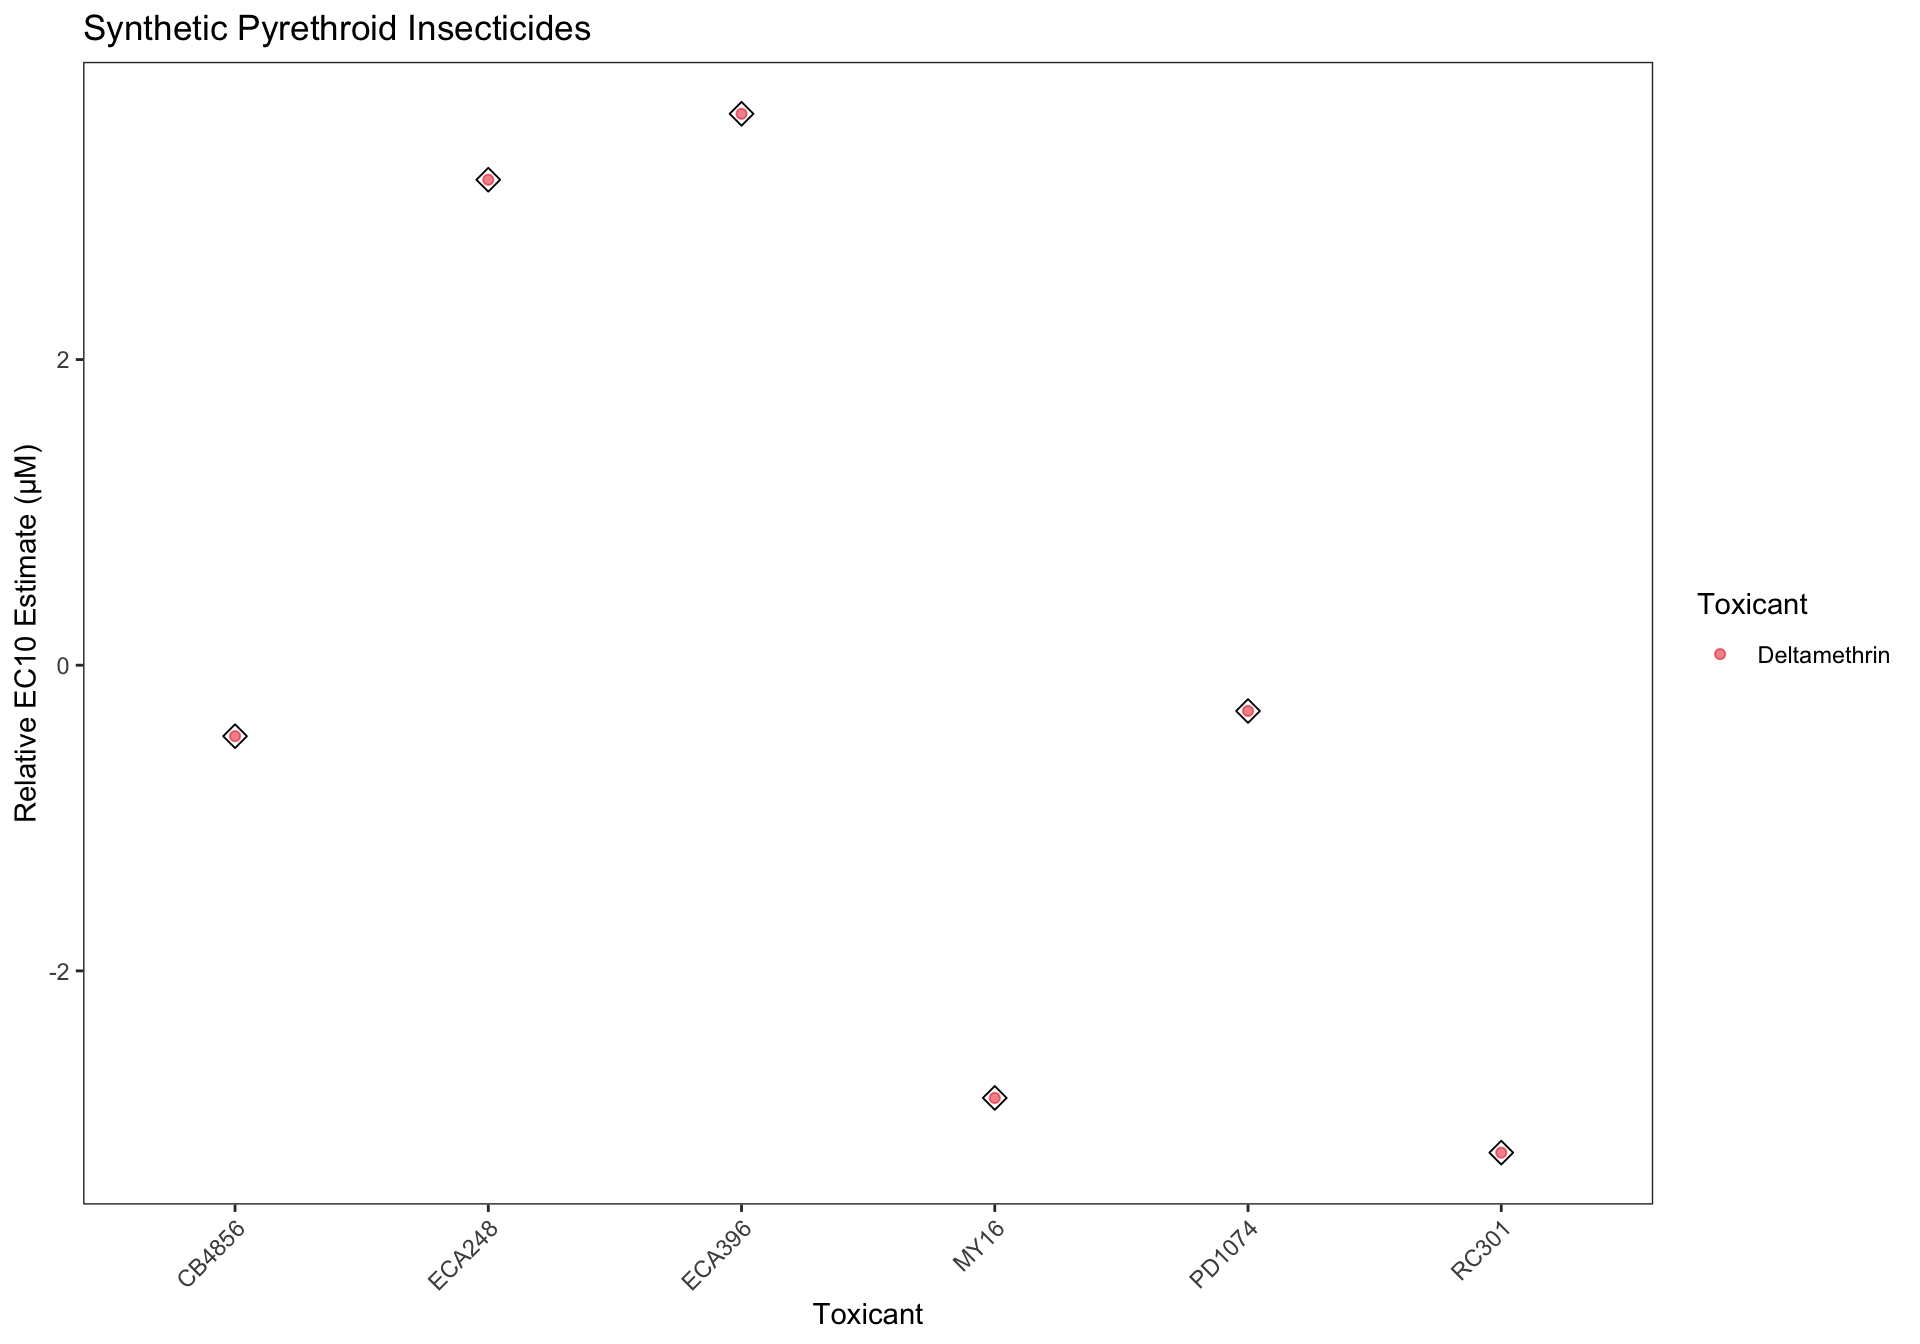 Synthetic Pyrethroid Insecticides
Relative EC10 Estimate (µM)
2
0
-2
CB4856
ECA248
ECA396
MY16
PD1074
RC301
Toxicant
Toxicant
Deltamethrin